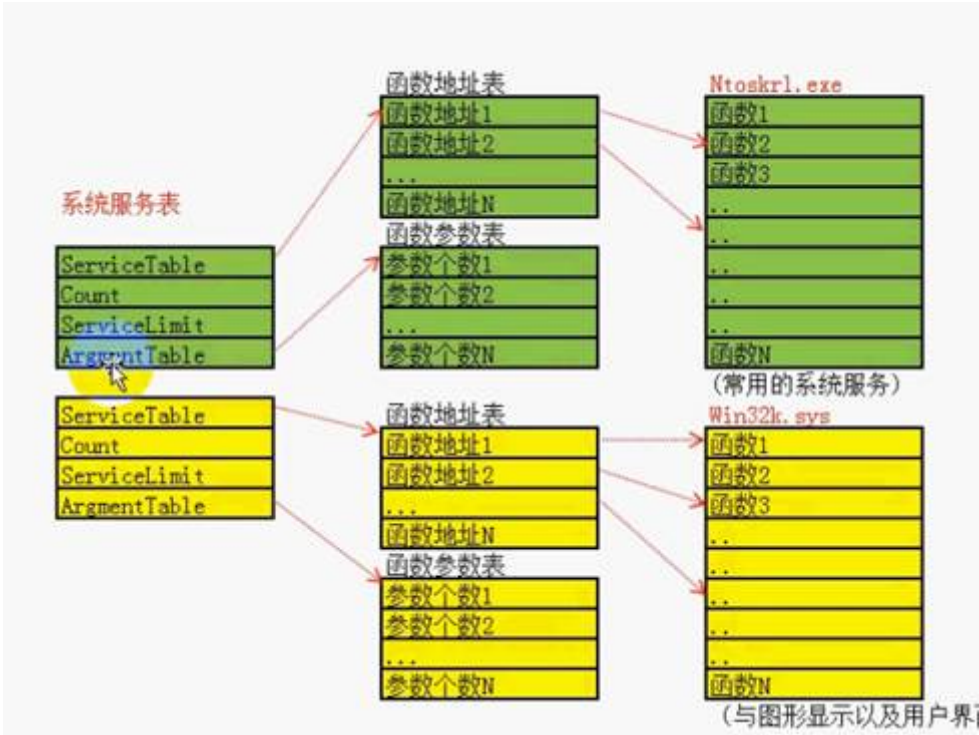 系统服务表
ServiceTable
Count
ServiceLimit
ArgmentTable
ServiceTable
Count
ServiceLimit
ArgmentTable
函数地址表
函数地址1
函数地址2
...
函数地址N
函数参数表
参数个数1
参数个数2
...
参数个数N
函数地址表
函数地址1
函数地址2
...
函数地址N
函数参数表
参数个数1
参数个数2
...
参数个数N
Ntoskrl.exe
函数1
函数2
函数3
..
..
..
..
..
函数N
(常用的系统服务)
Win32k.sys
函数1
函数2
函数3
..
..
..
..
..
函数N
(与图形显示以及用户界